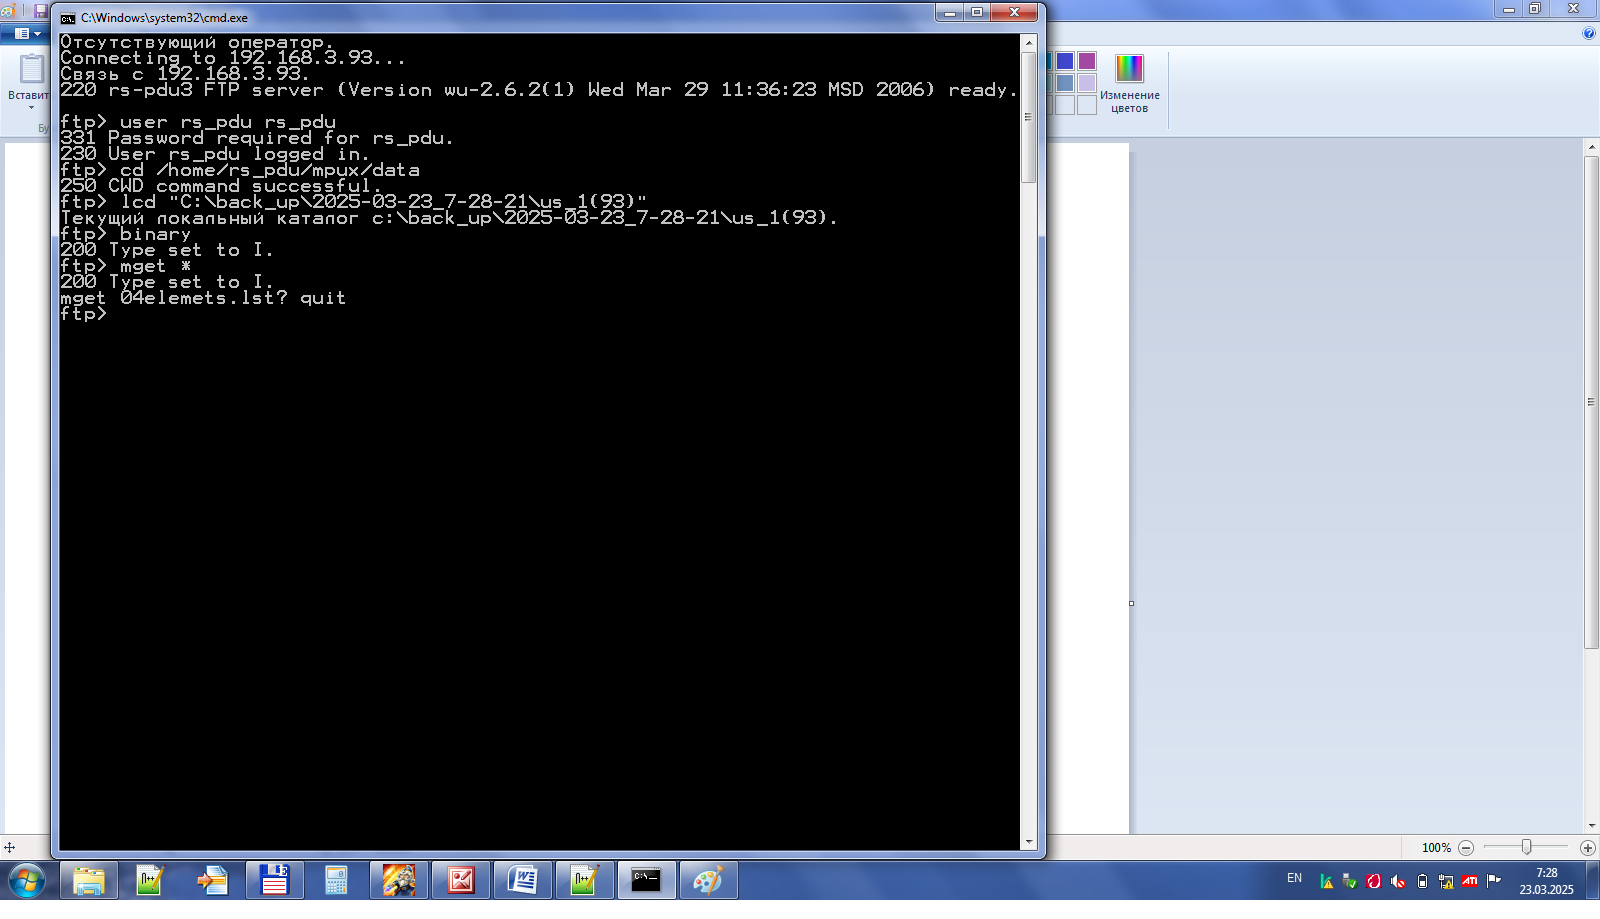 C:\Windows\system32\cmd.exe
Отсутствующий оператор.
Connecting to 192.168.3.93...
Связь с 192.168.3.93.
220 rs-pdu3 FTP server (Version wu-2.6.2(1) Wed Mar 29 11:36:23 MSD 2006) ready.
ftp> user rs_pdu rs_pdu
331 Password required for rs_pdu.
230 User rs_pdu logged in.
ftp> cd /home/rs_pdu/mpux/data
250 CWD command successful.
ftp> lcd "C:\back_up\2025-03-23_7-28-21\us_1(93)"
Текущий локальный каталог c:\back_up\2025-03-23_7-28-21\us_1(93).
ftp> binary
200 Type set to I.
ftp> mget *
200 Type set to I.
mget 04elemets.lst? quit
ftp>
Вставит
Бу
Изменение
цветов
100%
EN
ATI
7:28
23.03.2025